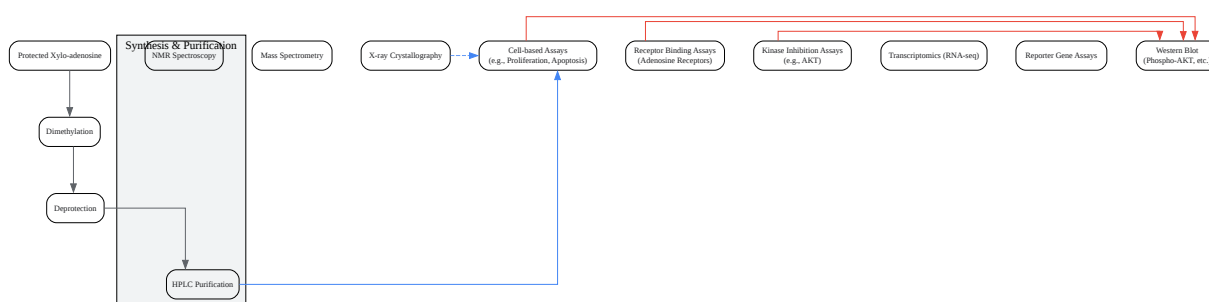 Synthesis & Purification
Protected Xylo-adenosine
NMR Spectroscopy
Mass Spectrometry
X-ray Crystallography
Cell-based Assays
(e.g., Proliferation, Apoptosis)
Receptor Binding Assays
(Adenosine Receptors)
Kinase Inhibition Assays
(e.g., AKT)
Transcriptomics (RNA-seq)
Reporter Gene Assays
Western Blot
(Phospho-AKT, etc.)
Dimethylation
Deprotection
HPLC Purification